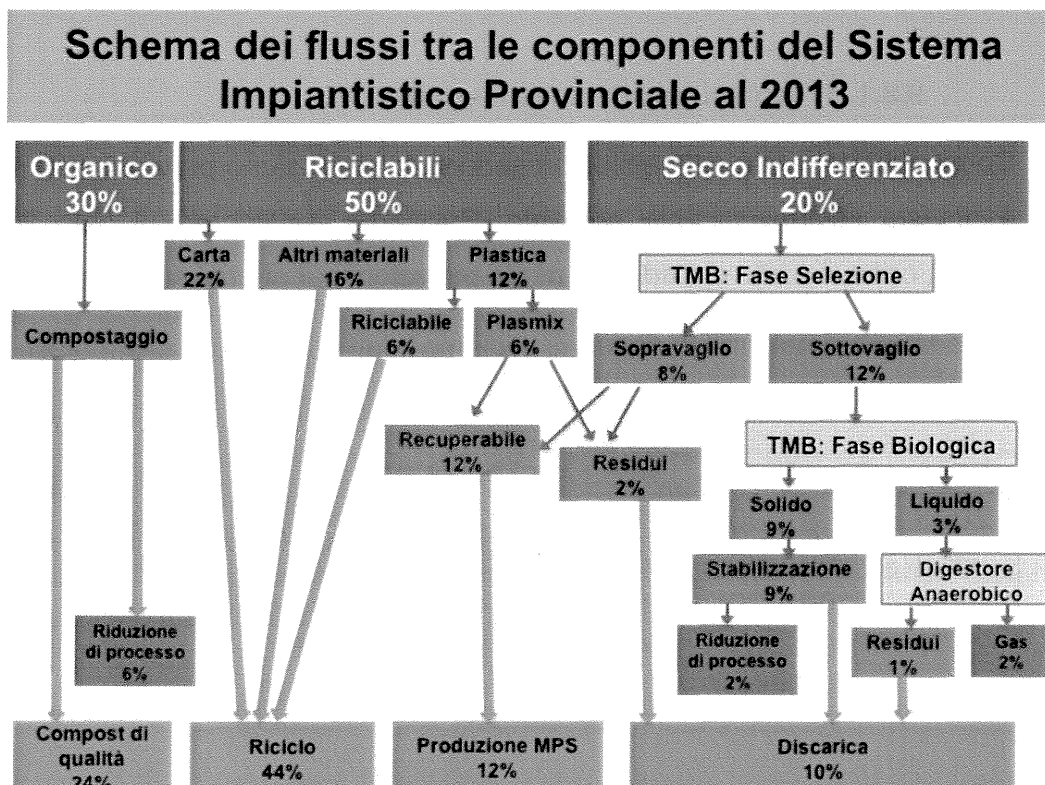 Schema dei flussi tra le componenti del Sistema
Impiantistico Provinciale al 2013
Organico
30%
Riciclabili
50%
Secco Indifferenziato
20%
Carta
22%
Altri materiali
16%
Plastica
12%
TMB: Fase Selezione
Compostaggio
Riciclabile
6%
Plasmix
6%
Sopravaglio
8%
Sottovaglio
12%
Recuperabile
12%
Residui
2%
TMB: Fase Biologica
Solido
9%
Liquido
3%
Stabilizzazione
9%
Digestore
Anaerobico
Riduzione
di processo
6%
Riduzione
di processo
2%
Residui
1%
Gas
2%
Compost di
qualità
24%
Riciclo
44%
Produzione MPS
12%
Discarica
10%